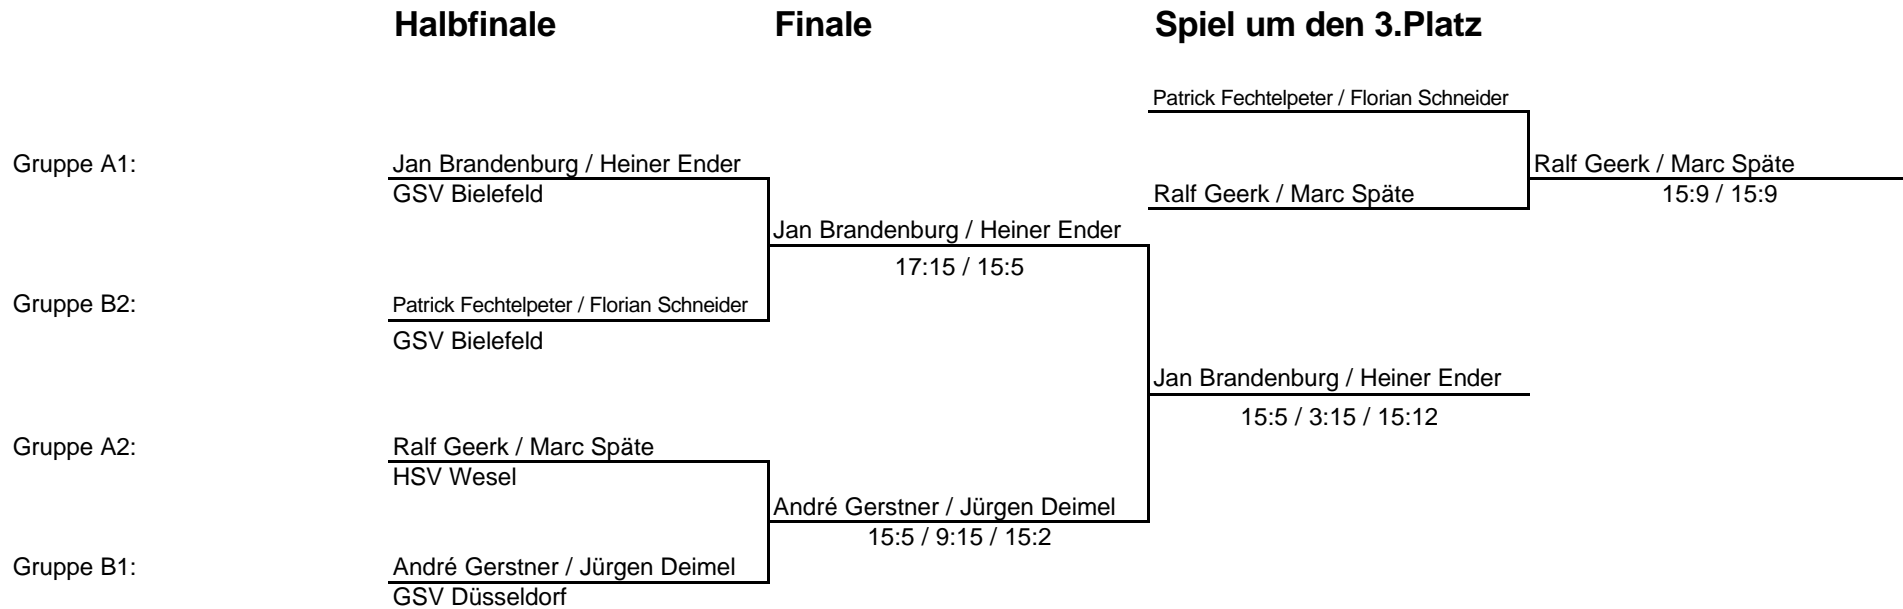 Halbfinale Finale Spiel um den 3.Platz
Patrick Fechtelpeter / Florian Schneider
Gruppe A1: Jan Brandenburg / Heiner Ender Ralf Geerk / Marc Späte
GSV Bielefeld Ralf Geerk / Marc Späte 15:9 / 15:9
Jan Brandenburg / Heiner Ender
17:15 / 15:5
Gruppe B2: Patrick Fechtelpeter / Florian Schneider
GSV Bielefeld
Jan Brandenburg / Heiner Ender
15:5 / 3:15 / 15:12
Gruppe A2: Ralf Geerk / Marc Späte
HSV Wesel
André Gerstner / Jürgen Deimel
15:5 / 9:15 / 15:2
Gruppe B1: André Gerstner / Jürgen Deimel
GSV Düsseldorf